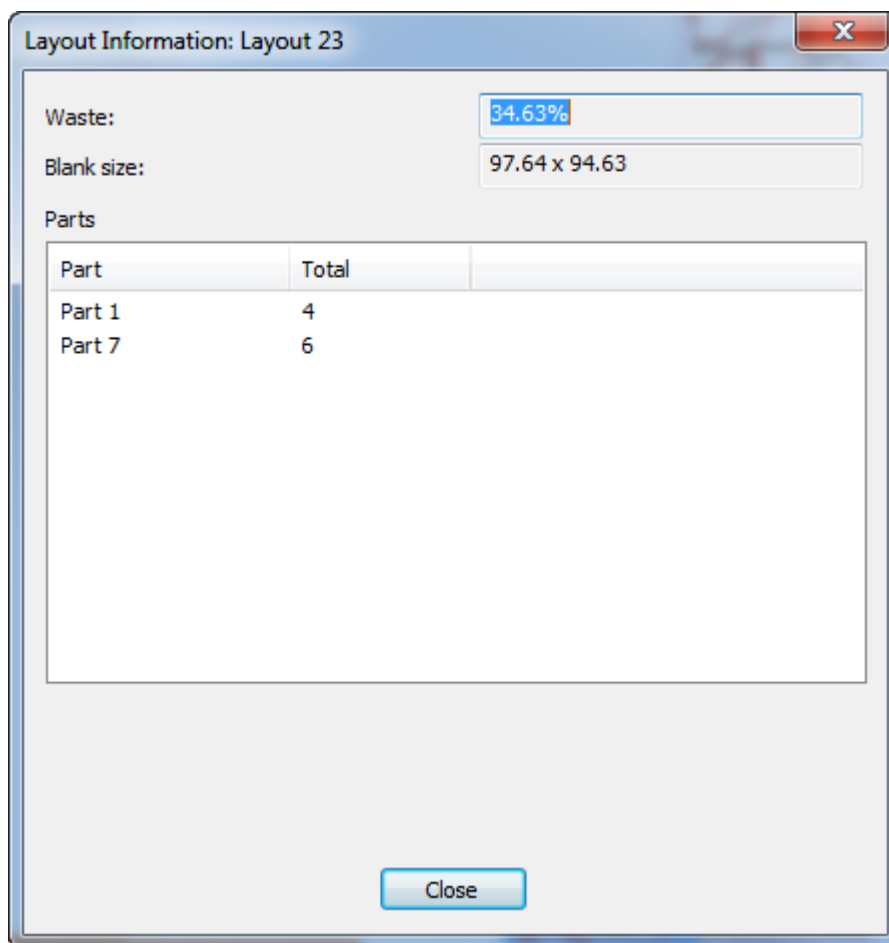 Layout Information: Layout 23
Waste: 34.63%
Blank size: 97.64 x 94.63
Parts
Part Total
Part 1 4
Part 7 6
Close